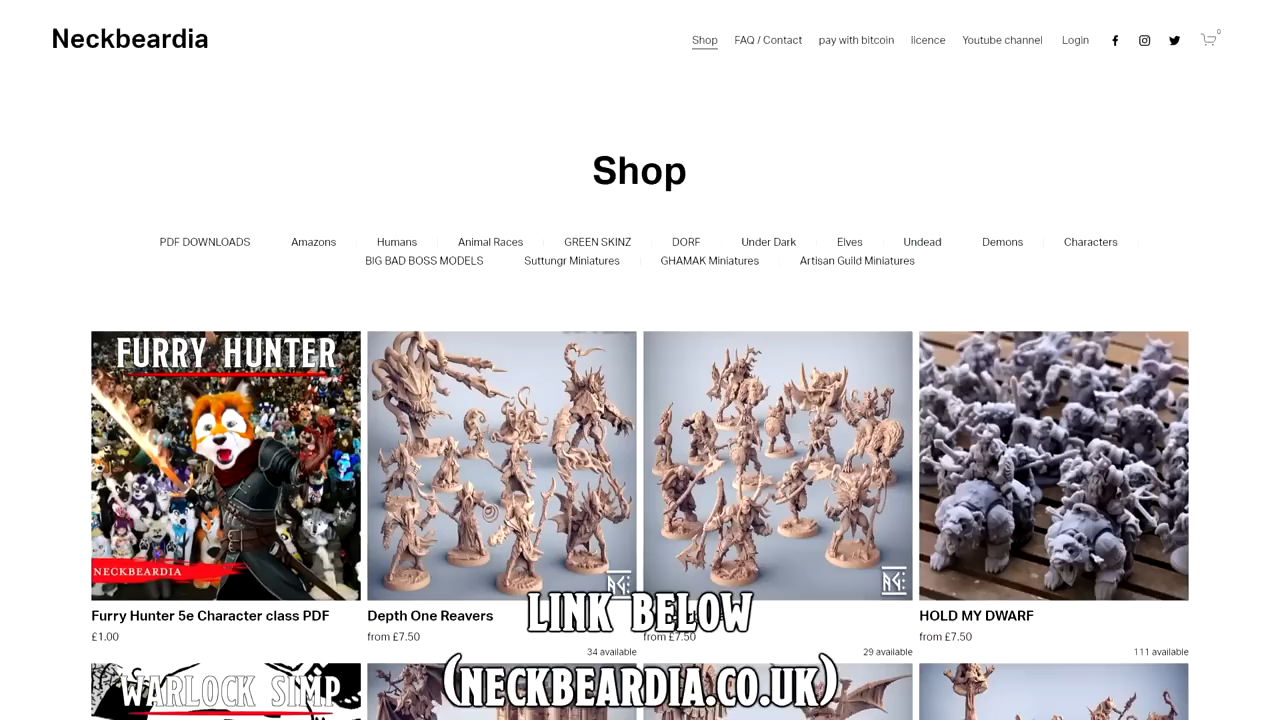 Neckbeardia
Shop FAQ / Contact pay with bitcoin licence Youtube channel Login 0
Shop
PDF DOWNLOADS Amazons Humans Animal Races GREEN SKINZ DORF Under Dark Elves Undead Demons Characters
BIG BAD BOSS MODELS Suttungr Miniatures GHAMAK Miniatures Artisan Guild Miniatures
FURRY HUNTER
NECKBEARDIA
Furry Hunter 5e Character class PDF
£1.00
Depth One Reavers
from £7.50
34 available
from £7.50
29 available
HOLD MY DWARF
from £7.50
111 available
LINK BELOW
(NECKBEARDIA.CO.UK)
WARLOCK SIMP